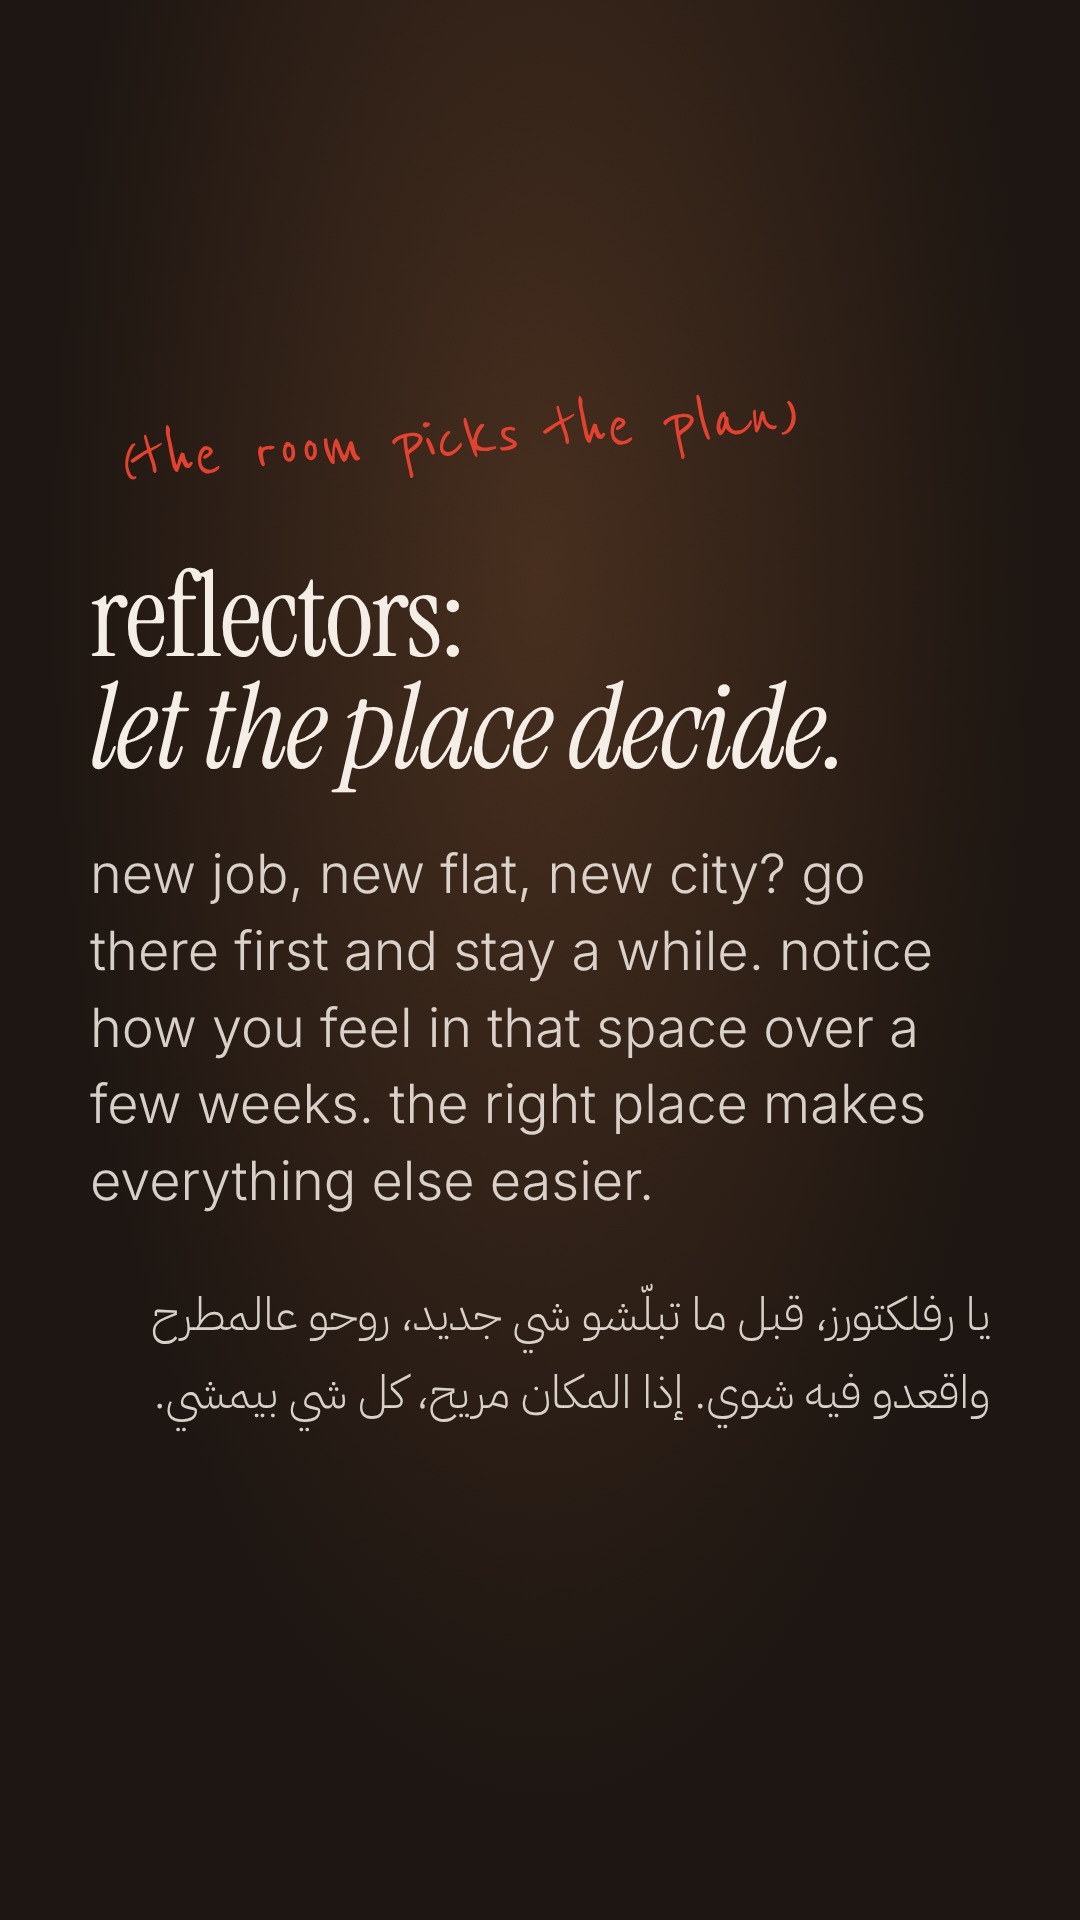 (the room picks the plan)
reflectors:
let the place decide.
new job, new flat, new city? go
there first and stay a while. notice
how you feel in that space over a
few weeks. the right place makes
everything else easier.
يا رفلكتورز، قبل ما تبلّشو شي جديد، روحو عالمطرح
واقعدو فيه شوي. إذا المكان مريح، كل شي بيمشي.